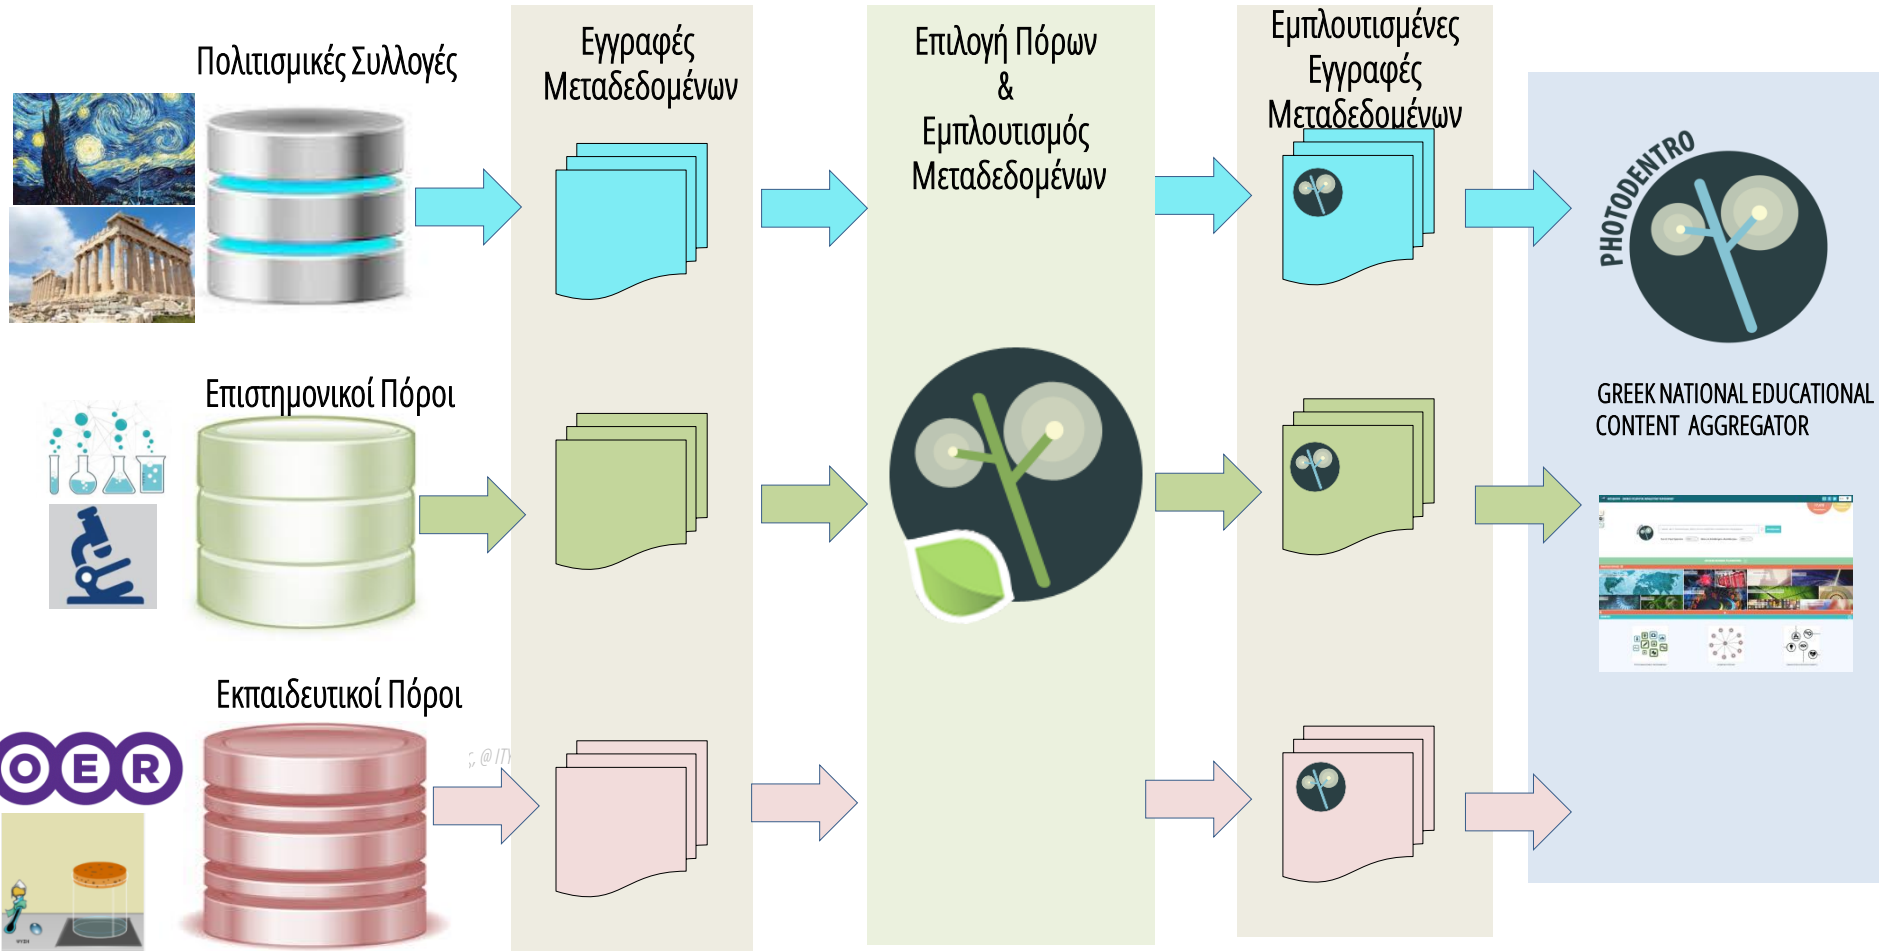 Πολιτισμικές Συλλογές
Εγγραφές
Μεταδεδομένων
Επιλογή Πόρων
&
Εμπλουτισμός
Μεταδεδομένων
Εμπλουτισμένες
Εγγραφές
Μεταδεδομένων
PHOTODENTRO
Επιστημονικοί Πόροι
GREEK NATIONAL EDUCATIONAL
CONTENT AGGREGATOR
Εκπαιδευτικοί Πόροι
OER